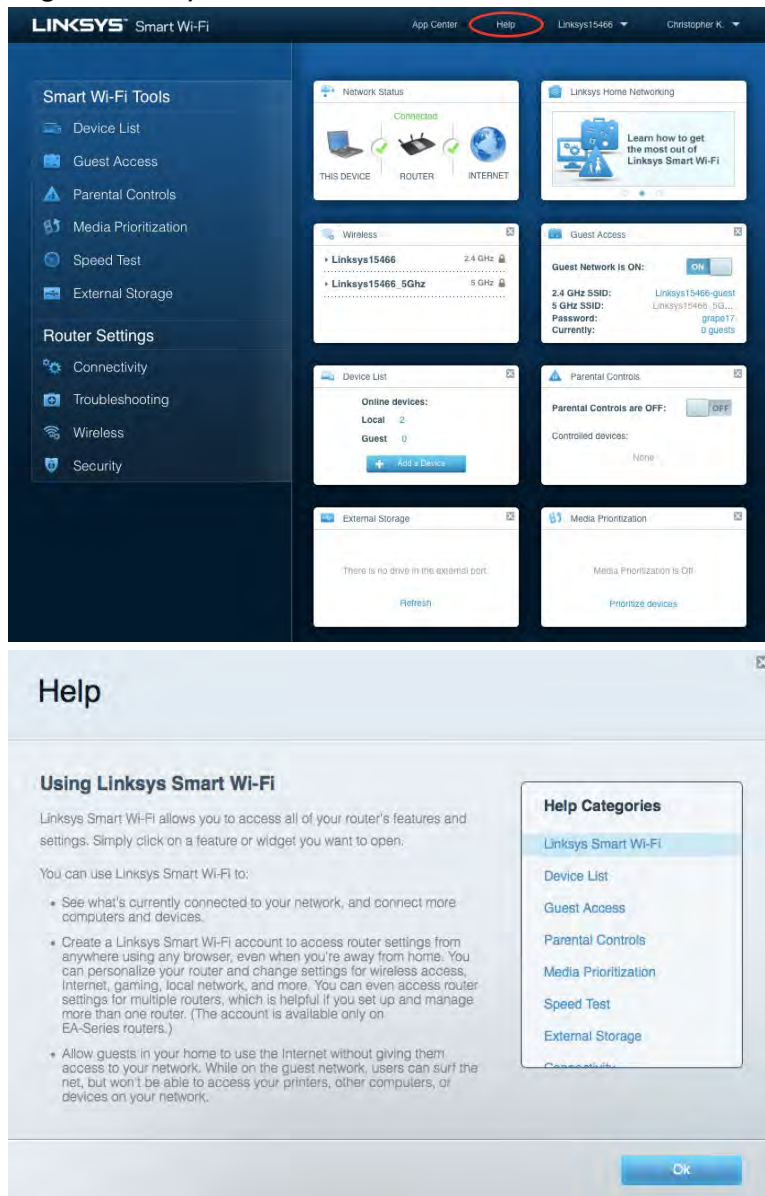 LINKSYS Smart Wi-Fi
App Center
Help
Linksys15466
Christopher K.
Smart Wi-Fi Tools
Device List
Guest Access
Parental Controls
Media Prioritization
Speed Test
External Storage
Router Settings
Connectivity
Troubleshooting
Wireless
Security
Network Status
Connected
THIS DEVICE ROUTER INTERNET
Linksys Home Networking
Learn how to get
the most out of
Linksys Smart Wi-Fi
Wireless
Linksys15466 2.4 GHz
Linksys15466_5Ghz 5 GHz
Guest Access
Guest Network is ON: ON
2.4 GHz SSID: Linksys15466-guest
5 GHz SSID: Linksys15466_5G...
Password: grape17
Currently: 0 guests
Device List
Online devices:
Local 2
Guest 0
Add a Device
Parental Controls
Parental Controls are OFF: OFF
Controlled devices:
None
External Storage
There is no drive in the external port.
Refresh
Media Prioritization
Media Prioritization is Off
Prioritize devices
Help
Using Linksys Smart Wi-Fi
Linksys Smart Wi-Fi allows you to access all of your router's features and
settings. Simply click on a feature or widget you want to open.
You can use Linksys Smart Wi-Fi to:
• See what's currently connected to your network, and connect more
computers and devices.
• Create a Linksys Smart Wi-Fi account to access router settings from
anywhere using any browser, even when you're away from home. You
can personalize your router and change settings for wireless access,
Internet, gaming, local network, and more. You can even access router
settings for multiple routers, which is helpful if you set up and manage
more than one router. (The account is available only on
EA-Series routers.)
• Allow guests in your home to use the Internet without giving them
access to your network. While on the guest network, users can surf the
net, but won't be able to access your printers, other computers, or
devices on your network.
Help Categories
Linksys Smart Wi-Fi
Device List
Guest Access
Parental Controls
Media Prioritization
Speed Test
External Storage
Connectivity
Ok